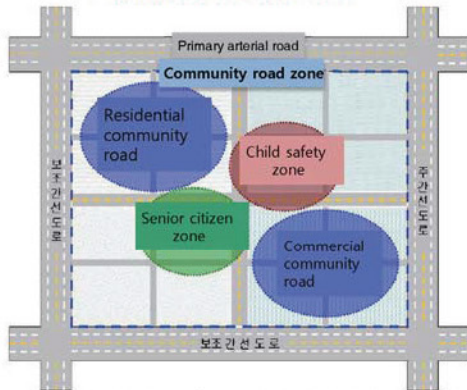 Primary arterial road
Community road zone
Residential
community
road
Child safety
zone
보조간선도로
주간선도로
Senior citizen
zone
Commercial
community
road
보조간선도로